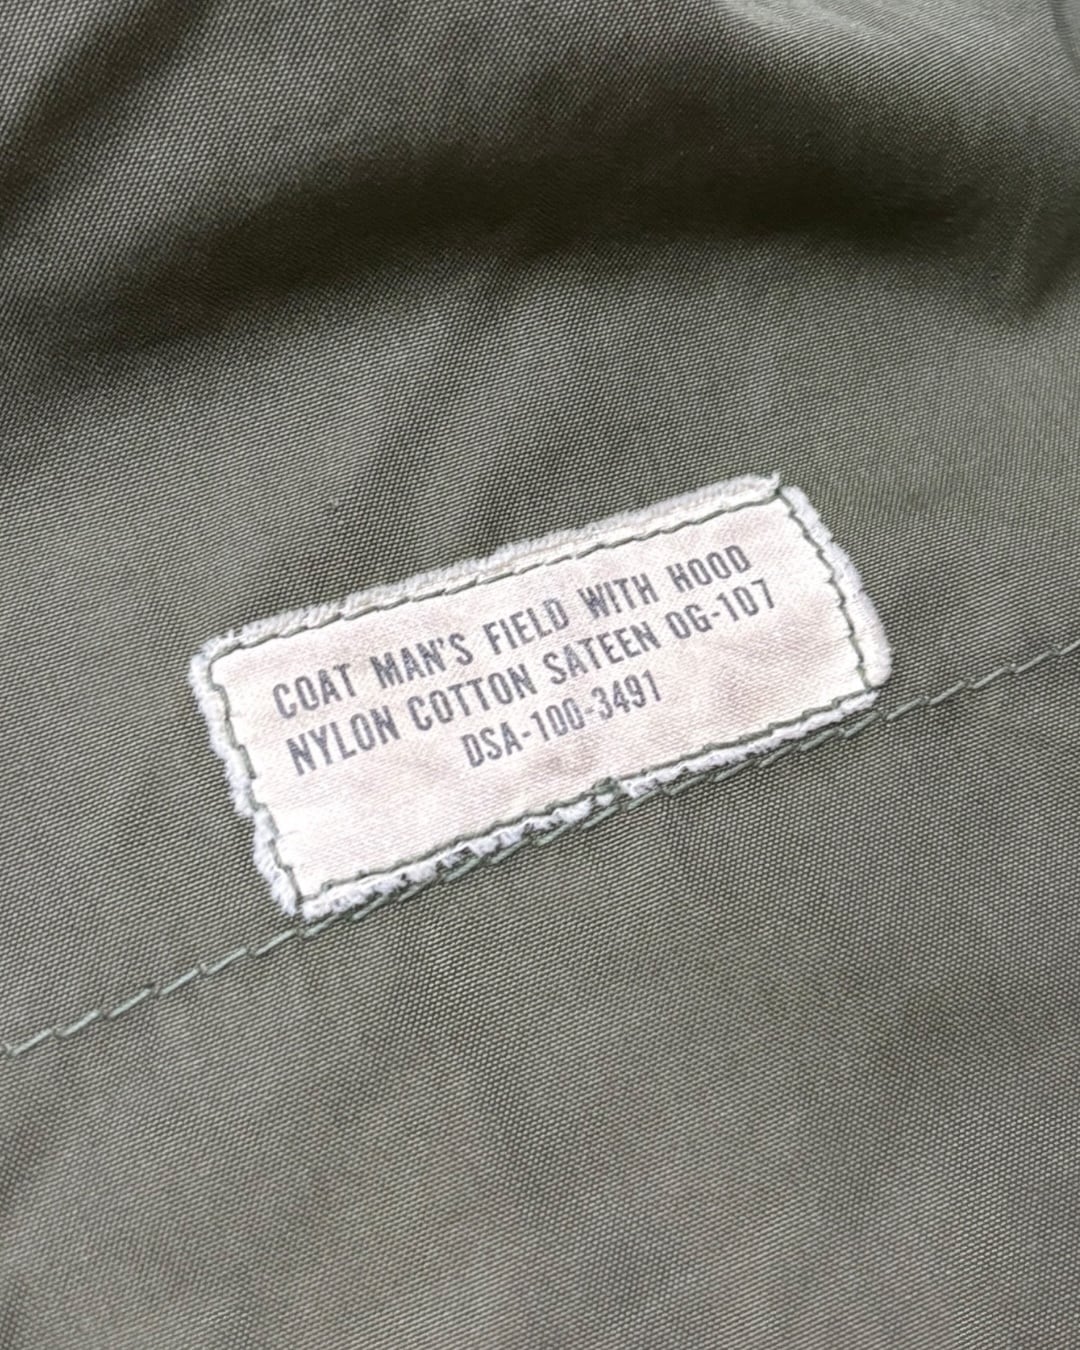 COAT MAN'S FIELD WITH HOOD
NYLON COTTON SATEEN OG-107
DSA-100-3491